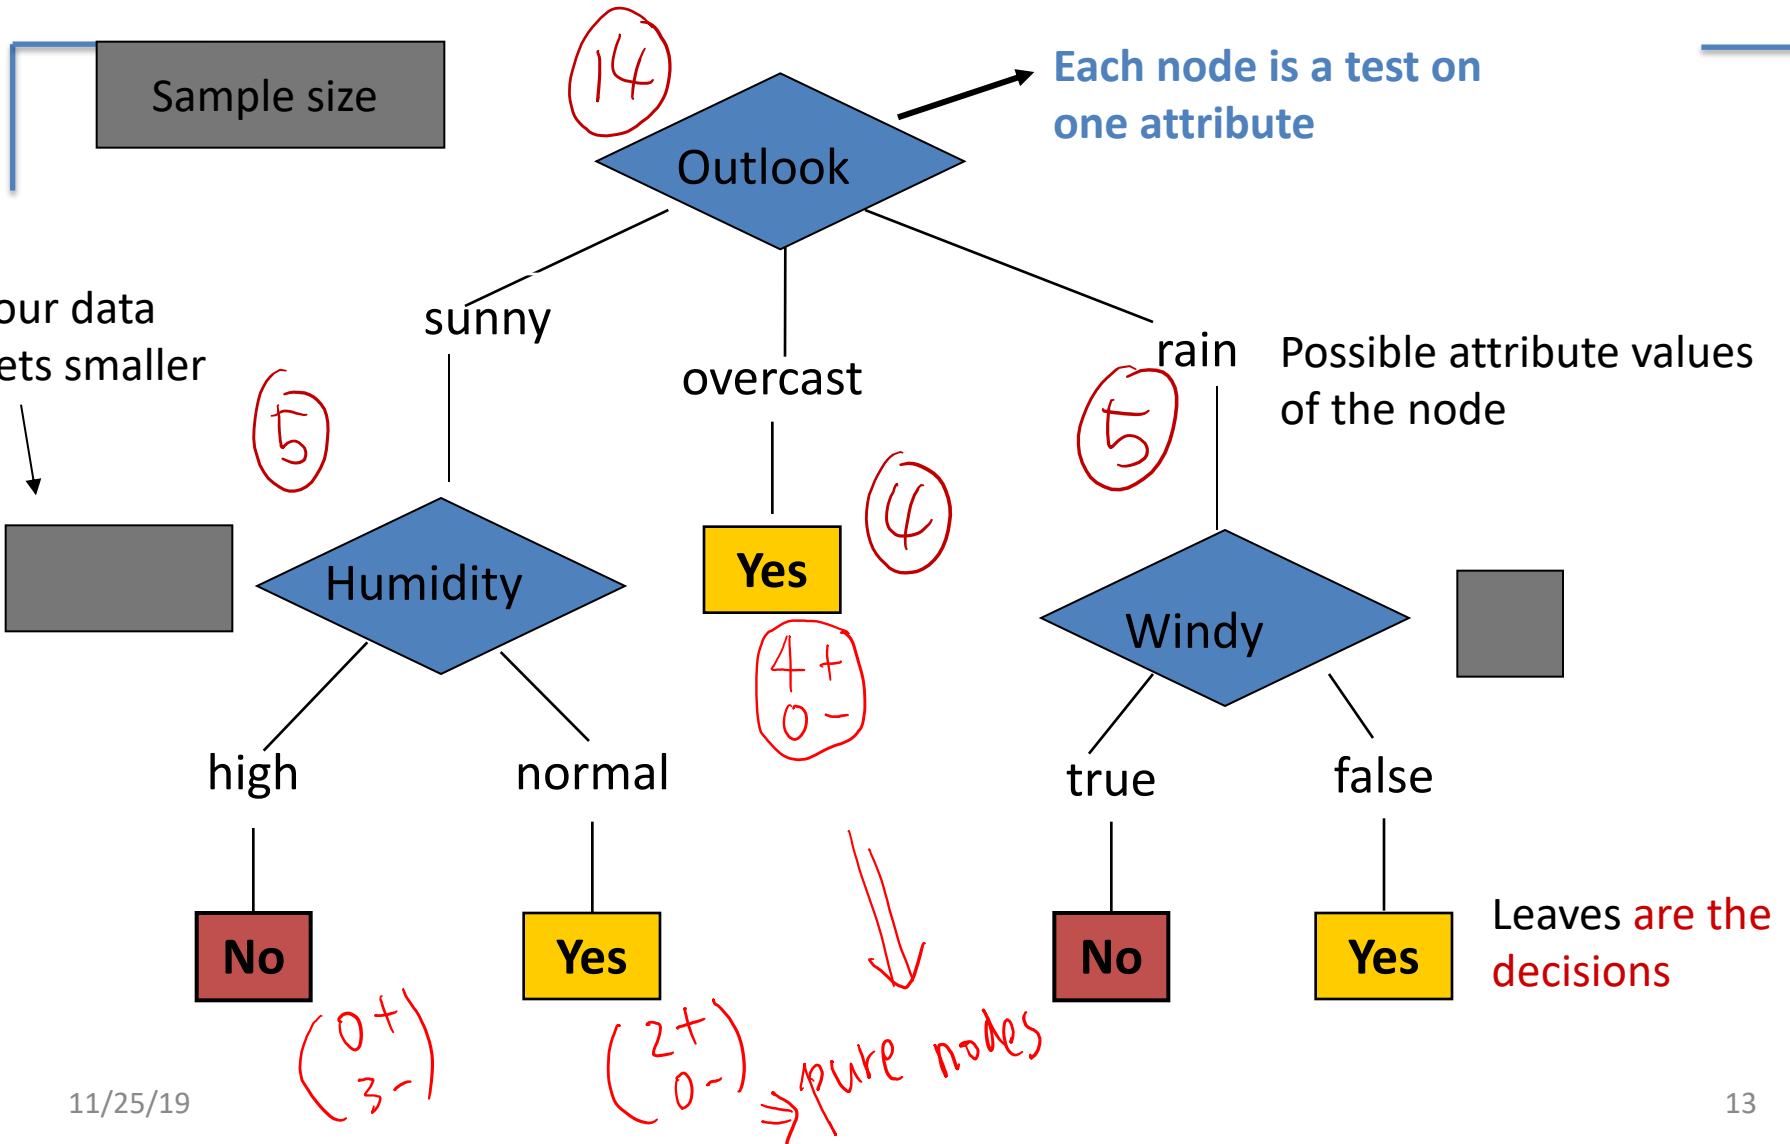 14
Sample size
Each node is a test on
one attribute
Outlook
our data
ets smaller
sunny
overcast
rain
Possible attribute values
of the node
5
5
4
Humidity
Yes
Windy
4 +
0 -
high
normal
true
false
No
Yes
No
Yes
Leaves are the
decisions
0 +
3 -
2 +
0 -
⇒ pure nodes
11/25/19
13